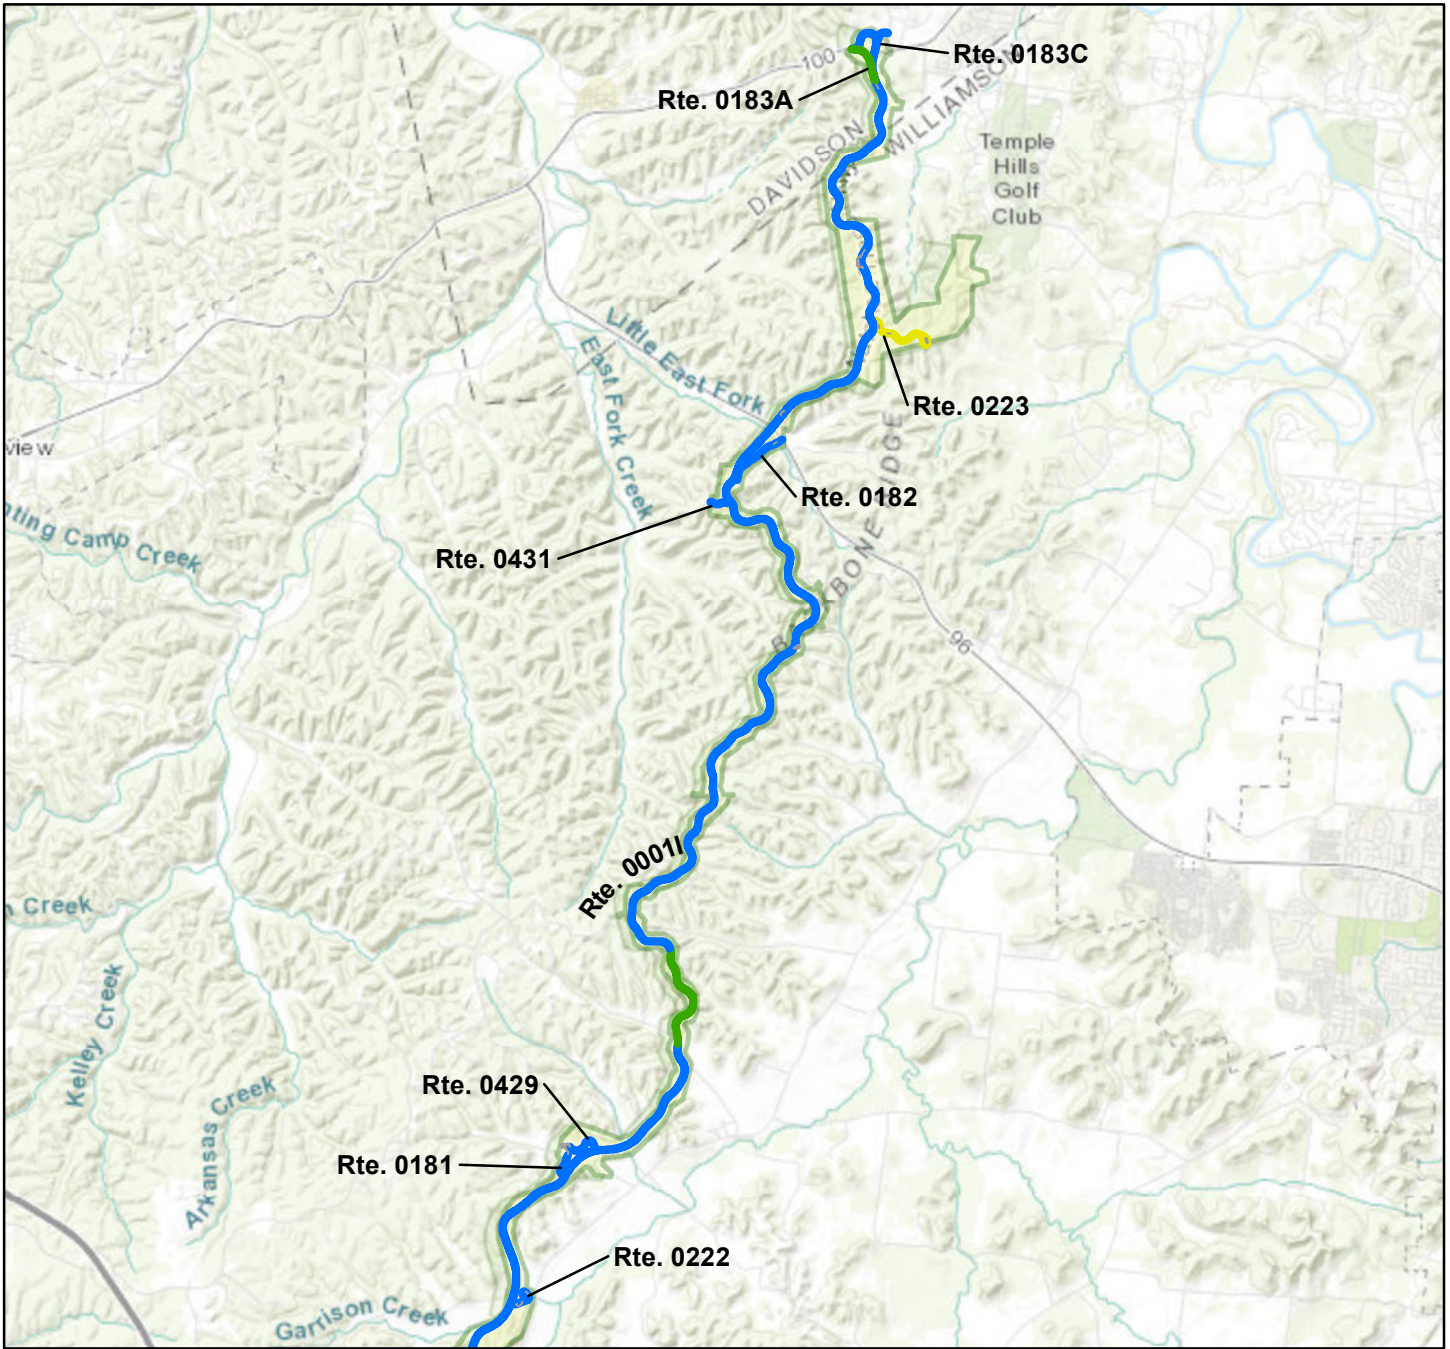 100
Rte. 0183C
Rte. 0183A
DAVIDSON
WILLIAMSON
Temple
Hills
Golf
Club
Little East Fork
East Fork Creek
Rte. 0223
view
Rte. 0182
Camp Creek
Rte. 0431
96
Rte. 0001I
Creek
Kelley Creek
Rte. 0429
Arkansas Creek
Rte. 0181
Rte. 0222
Garrison Creek